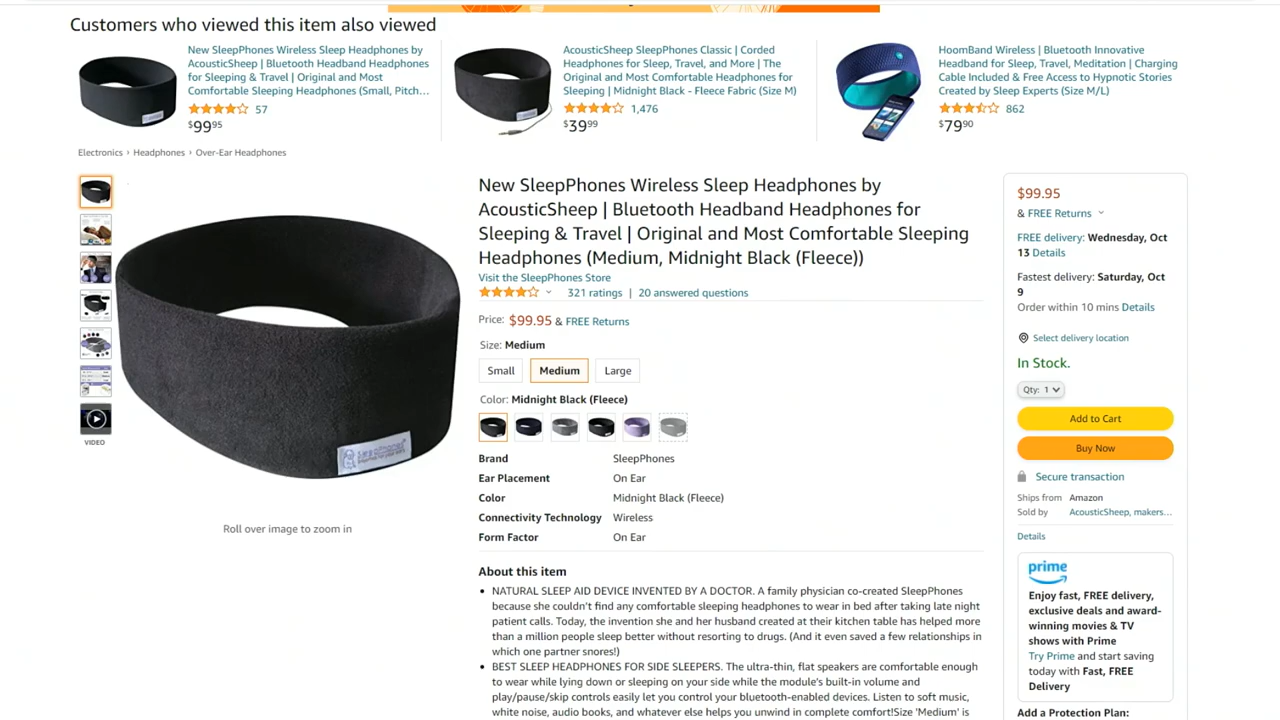 Customers who viewed this item also viewed
New SleepPhones Wireless Sleep Headphones by
AcousticSheep | Bluetooth Headband Headphones
for Sleeping & Travel | Original and Most
Comfortable Sleeping Headphones (Small, Pitch…
57
$99.95
AcousticSheep SleepPhones Classic | Corded
Headphones for Sleep, Travel, and More | The
Original and Most Comfortable Headphones for
Sleeping | Midnight Black - Fleece Fabric (Size M)
1,476
$39.99
HoomBand Wireless | Bluetooth Innovative
Headband for Sleep, Travel, Meditation | Charging
Cable Included & Free Access to Hypnotic Stories
Created by Sleep Experts (Size M/L)
862
$79.90
Electronics › Headphones › Over-Ear Headphones
VIDEO
SleepPhones
Roll over image to zoom in
New SleepPhones Wireless Sleep Headphones by
AcousticSheep | Bluetooth Headband Headphones for
Sleeping & Travel | Original and Most Comfortable Sleeping
Headphones (Medium, Midnight Black (Fleece))
Visit the SleepPhones Store
321 ratings | 20 answered questions
Price: $99.95 & FREE Returns
Size: Medium
Small Medium Large
Color: Midnight Black (Fleece)
Brand SleepPhones
Ear Placement On Ear
Color Midnight Black (Fleece)
Connectivity Technology Wireless
Form Factor On Ear
About this item
• NATURAL SLEEP AID DEVICE INVENTED BY A DOCTOR. A family physician co-created SleepPhones
because she couldn't find any comfortable sleeping headphones to wear in bed after taking late night
patient calls. Today, the invention she and her husband created at their kitchen table has helped more
than a million people sleep better without resorting to drugs. (And it even saved a few relationships in
which one partner snores!)
• BEST SLEEP HEADPHONES FOR SIDE SLEEPERS. The ultra-thin, flat speakers are comfortable enough
to wear while lying down or sleeping on your side while the module's built-in volume and
play/pause/skip controls easily let you control your bluetooth-enabled devices. Listen to soft music,
white noise, audio books, and whatever else helps you unwind in complete comfort!Size 'Medium' is
$99.95
& FREE Returns
FREE delivery: Wednesday, Oct
13 Details
Fastest delivery: Saturday, Oct
9
Order within 10 mins Details
Select delivery location
In Stock.
Qty: 1
Add to Cart
Buy Now
Secure transaction
Ships from Amazon
Sold by AcousticSheep, makers…
Details
prime
Enjoy fast, FREE delivery,
exclusive deals and award-
winning movies & TV
shows with Prime
Try Prime and start saving
today with Fast, FREE
Delivery
Add a Protection Plan: